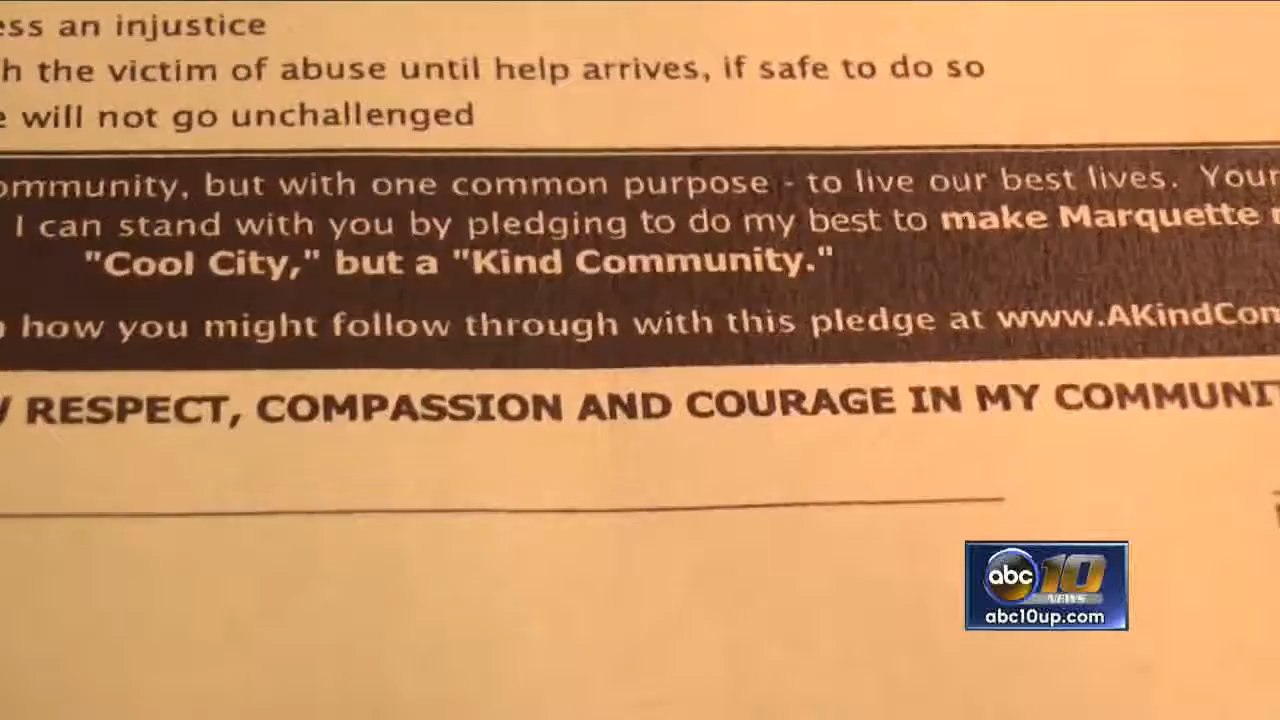 ess an injustice
h the victim of abuse until help arrives, if safe to do so
e will not go unchallenged
ommunity, but with one common purpose - to live our best lives. Your
I can stand with you by pledging to do my best to make Marquette
"Cool City," but a "Kind Community."
how you might follow through with this pledge at www.AKindCom
RESPECT, COMPASSION AND COURAGE IN MY COMMUNIT
abc 10
NEWS
abc10up.com